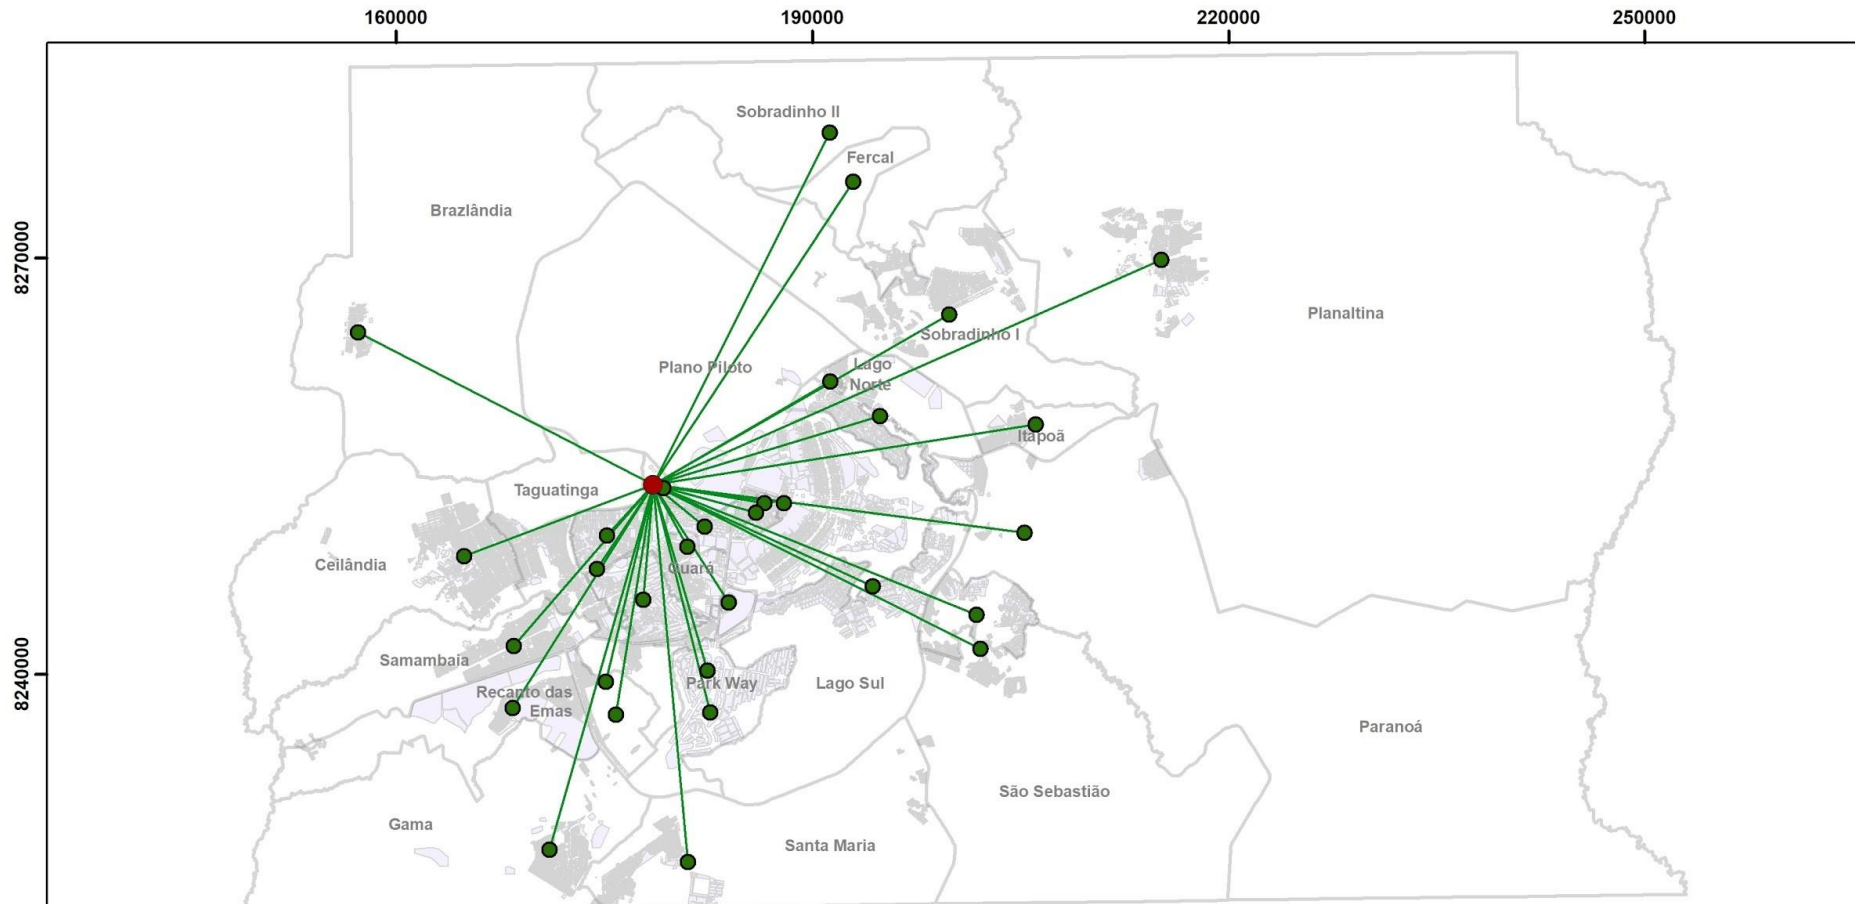 160000 190000 220000 250000
Sobradinho II
Fercal
Brazlândia
8270000
Planaltina
Sobradinho I
Plano Piloto
Lago
Norte
Itapoã
Taguatinga
Ceilândia
Guará
Samambaia
8240000
Recanto das
Emas
Park Way
Lago Sul
Paranoá
São Sebastião
Gama
Santa Maria